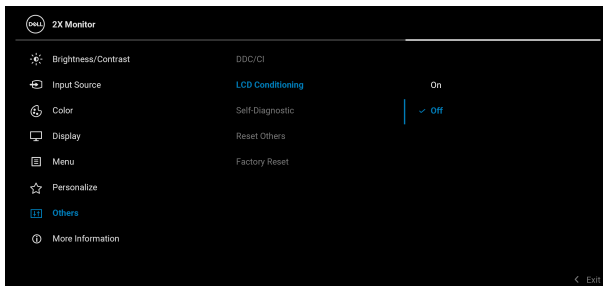 DELL 2X Monitor
Brightness/Contrast DDC/CI
Input Source LCD Conditioning On
Color Self-Diagnostic Off
Display Reset Others
Menu Factory Reset
Personalize
Others
More Information
Exit